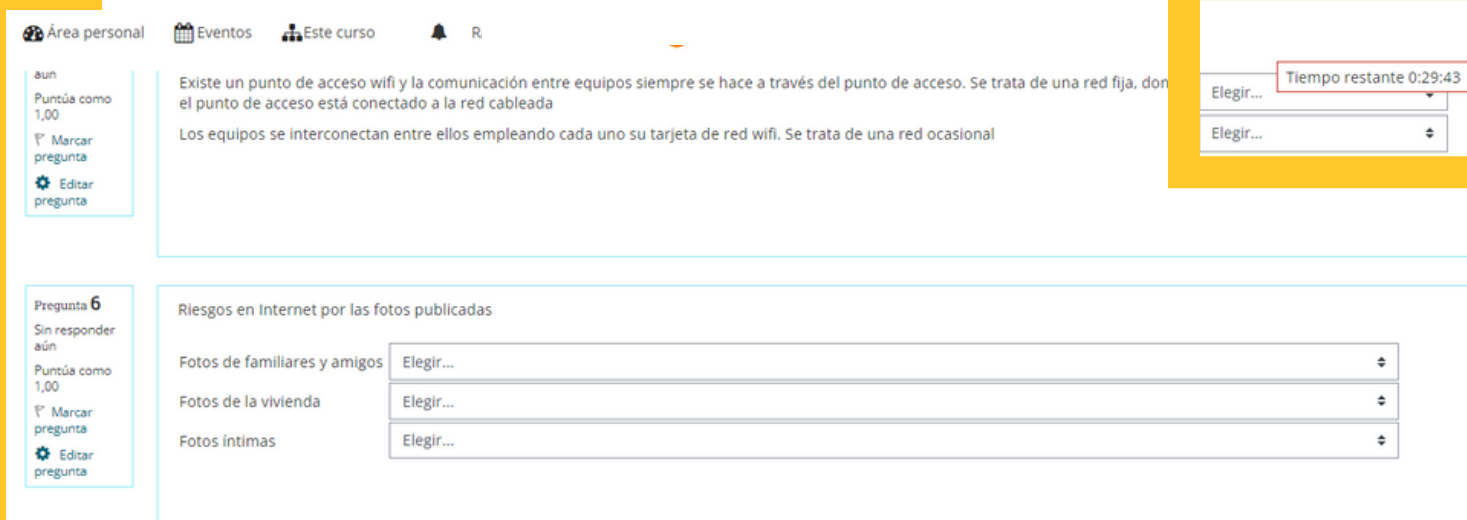 Área personal Eventos Este curso R
aun
Puntúa como
1,00
Marcar
pregunta
Editar
pregunta
Existe un punto de acceso wifi y la comunicación entre equipos siempre se hace a través del punto de acceso. Se trata de una red fija,
el punto de acceso está conectado a la red cableada
Los equipos se interconectan entre ellos empleando cada uno su tarjeta de red wifi. Se trata de una red ocasional
Tiempo restante 0:29:43
Elegir...
Elegir...
Pregunta 6
Sin responder
aún
Puntúa como
1,00
Marcar
pregunta
Editar
pregunta
Riesgos en Internet por las fotos publicadas
Fotos de familiares y amigos Elegir...
Fotos de la vivienda Elegir...
Fotos íntimas Elegir...